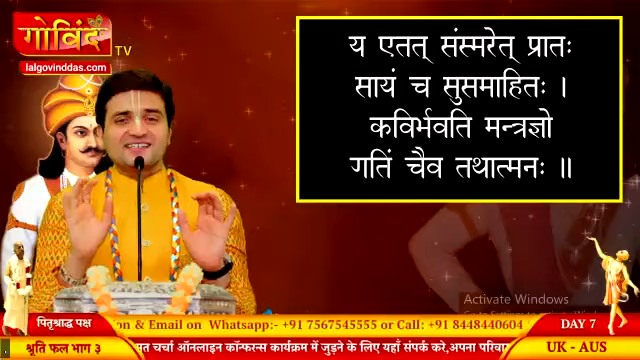 गोविंद
TV
lalgovinddas.com
य एतत् संस्मरेत् प्रातः
सायं च सुसमाहितः ।
कविर्भवति मन्त्रज्ञो
गतिं चैव तथात्मनः ॥
Activate Windows
पितृश्राद्ध पक्ष
on & Email on Whatsapp:- +91 7567545555 or Call: +91 8448440604
DAY 7
श्रृति फल भाग ३
चर्चा ऑनलाइन कॉन्फरन्स कार्यक्रम में जुड़ने के लिए यहाँ संपर्क करे,अपना परिवा
UK - AUS